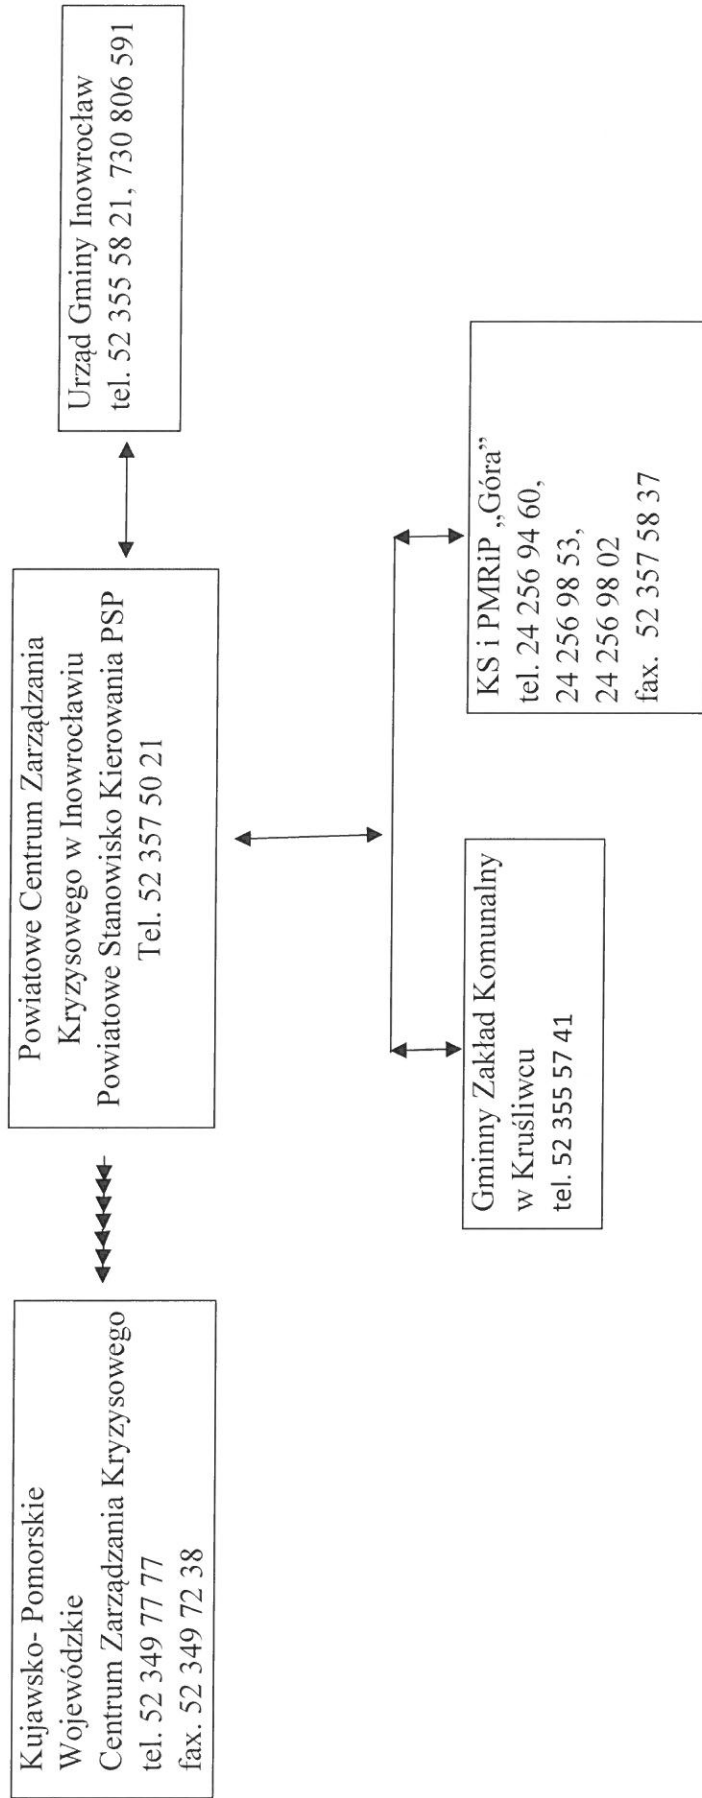 Kujawsko- Pomorskie
Wojewódzkie
Centrum Zarządzania Kryzysowego
tel. 52 349 77 77
fax. 52 349 72 38
Powiatowe Centrum Zarządzania
Kryzysowego w Inowrocławiu
Powiatowe Stanowisko Kierowania PSP
Tel. 52 357 50 21
Urząd Gminy Inowrocław
tel. 52 355 58 21, 730 806 591
Gminny Zakład Komunalny
w Kruśliwcu
tel. 52 355 57 41
KS i PMRiP „Góra”
tel. 24 256 94 60,
24 256 98 53,
24 256 98 02
fax. 52 357 58 37